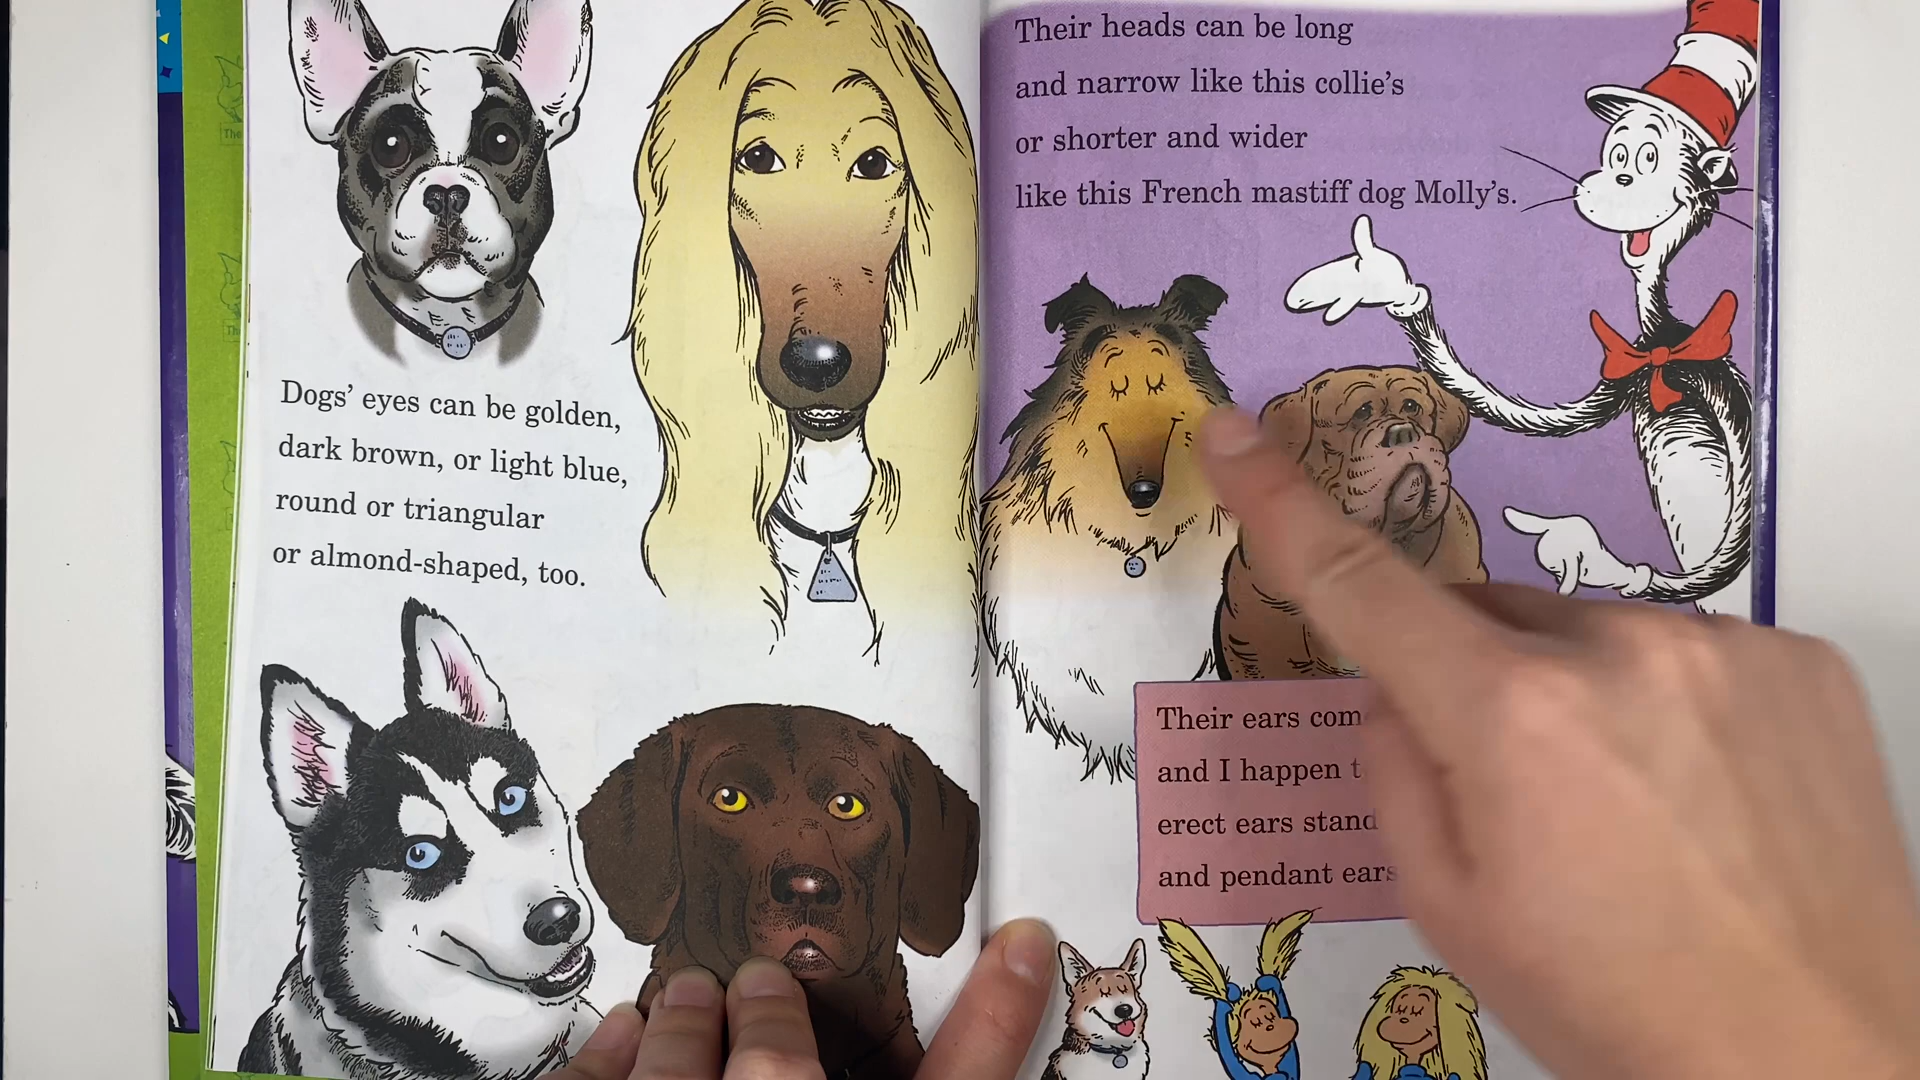 Dogs' eyes can be golden,
dark brown, or light blue,
round or triangular
or almond-shaped, too.
Their heads can be long
and narrow like this collie's
or shorter and wider
like this French mastiff dog Molly's.
Their ears
and I happen
erect ears stand
and pendant ears